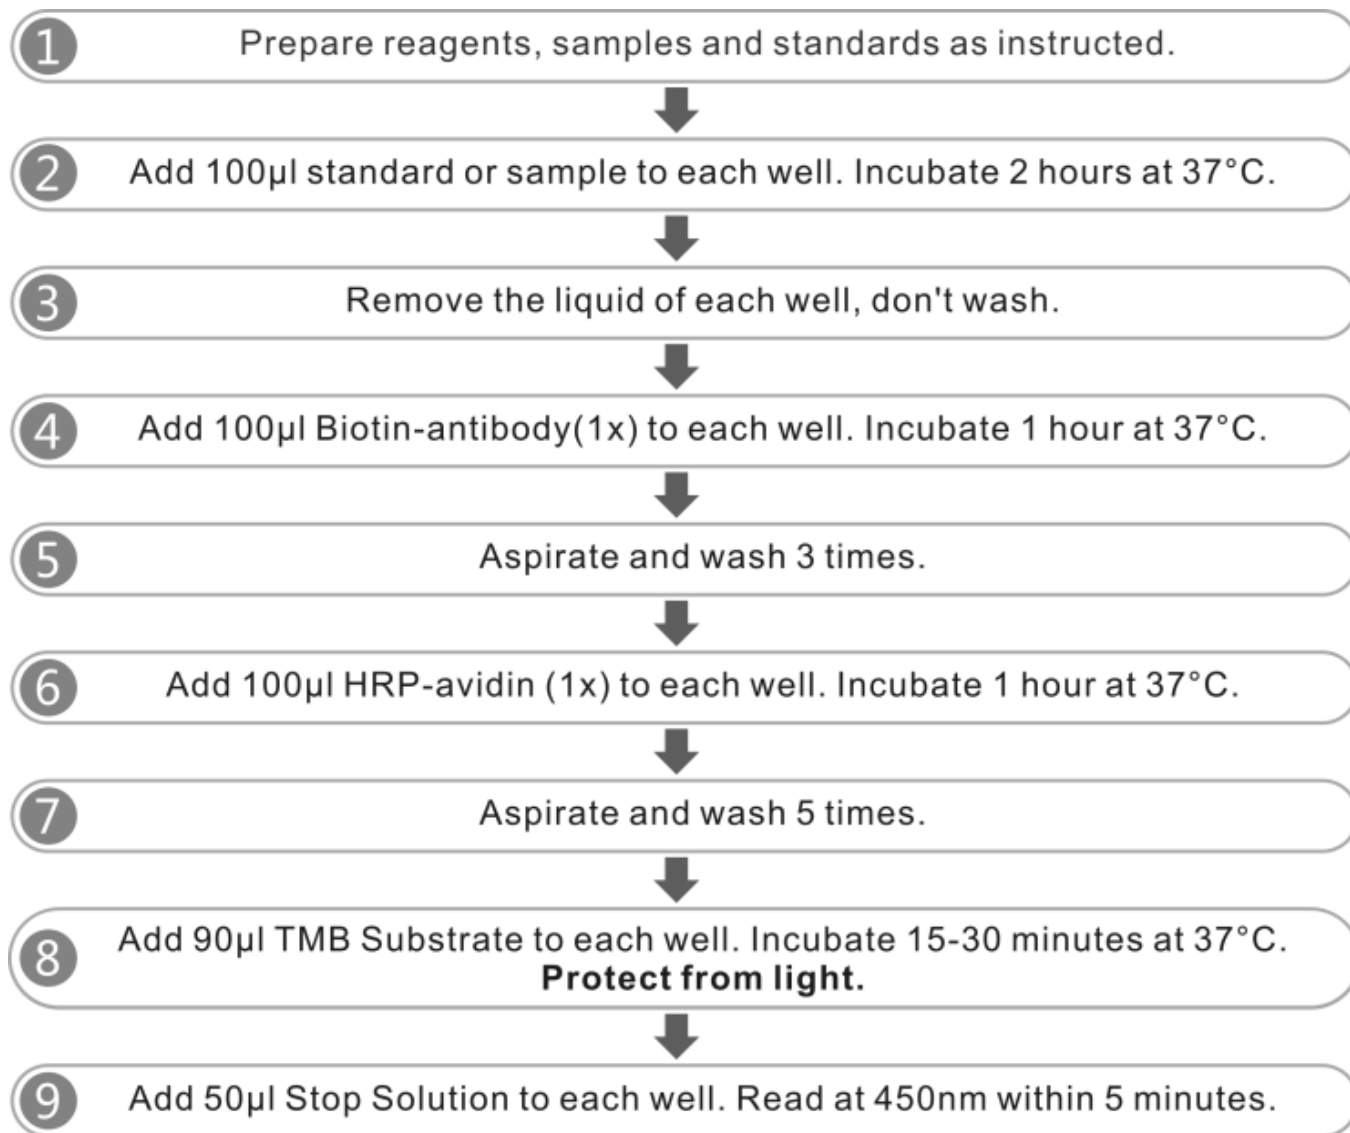 1 Prepare reagents, samples and standards as instructed.
2 Add 100µl standard or sample to each well. Incubate 2 hours at 37°C.
3 Remove the liquid of each well, don't wash.
4 Add 100µl Biotin-antibody(1x) to each well. Incubate 1 hour at 37°C.
5 Aspirate and wash 3 times.
6 Add 100µl HRP-avidin (1x) to each well. Incubate 1 hour at 37°C.
7 Aspirate and wash 5 times.
8 Add 90µl TMB Substrate to each well. Incubate 15-30 minutes at 37°C.
Protect from light.
9 Add 50µl Stop Solution to each well. Read at 450nm within 5 minutes.